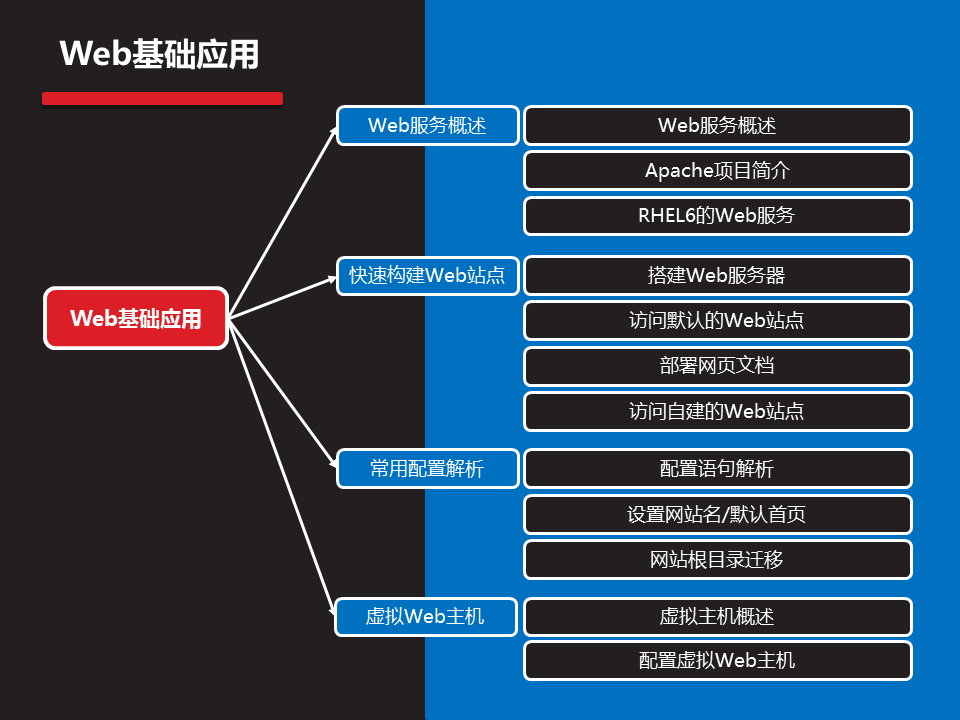 Web基础应用
Web服务概述
Web服务概述
Apache项目简介
RHEL6的Web服务
快速构建Web站点
搭建Web服务器
访问默认的Web站点
部署网页文档
访问自建的Web站点
Web基础应用
常用配置解析
配置语句解析
设置网站名/默认首页
网站根目录迁移
虚拟Web主机
虚拟主机概述
配置虚拟Web主机